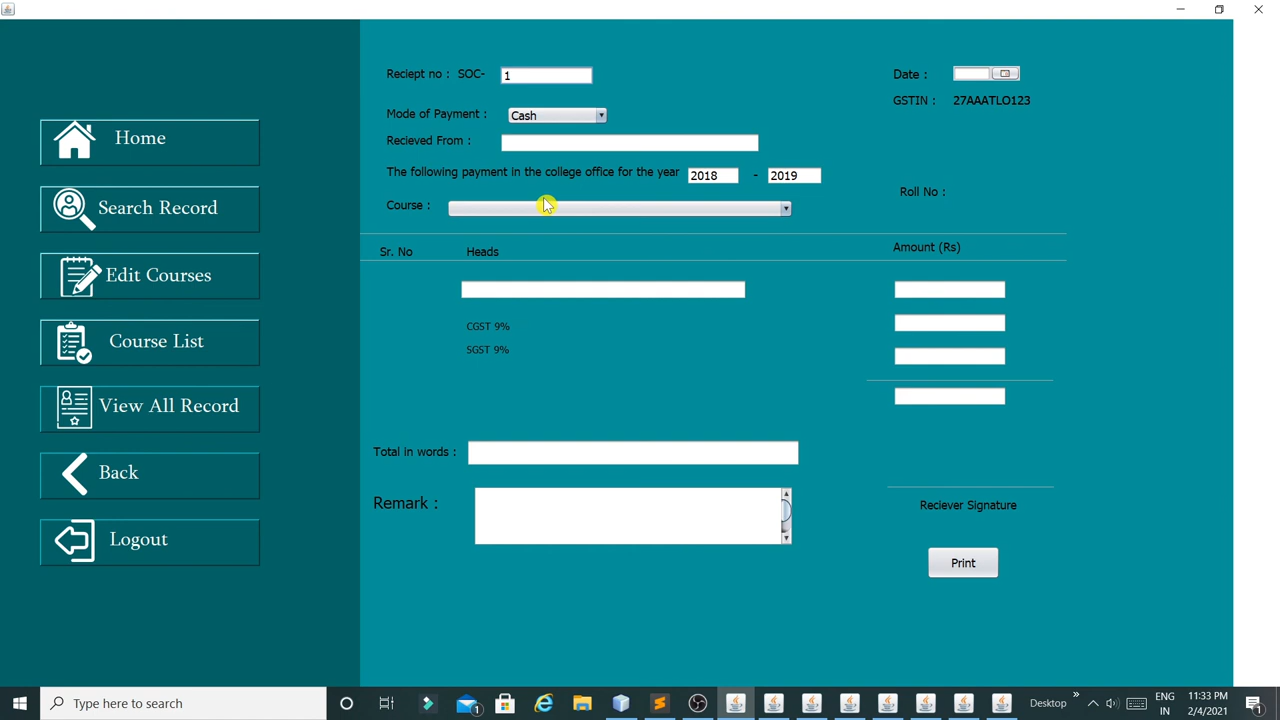 Home
Search Record
Edit Courses
Course List
View All Record
Back
Logout
Reciept no : SOC- 1
Date :
GSTIN : 27AAATLO123
Mode of Payment : Cash
Recieved From :
The following payment in the college office for the year 2018 - 2019
Roll No :
Course :
Sr. No Heads Amount (Rs)
CGST 9%
SGST 9%
Total in words :
Remark :
Reciever Signature
Print
Type here to search
1
Desktop
»
ENG
IN
11:33 PM
2/4/2021
1